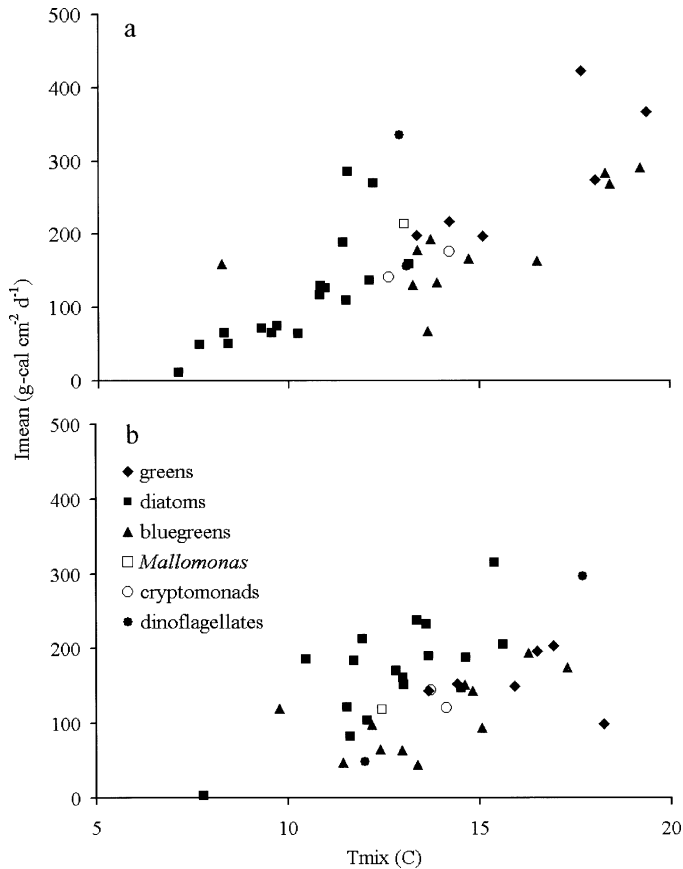 a
500
400
300
200
100
0
Imean (g-cal cm⁻² d⁻¹)
b
500
400
300
200
100
0
greens
diatoms
bluegreens
Mallomonas
cryptomonads
dinoflagellates
5
10
15
20
Tmix (C)